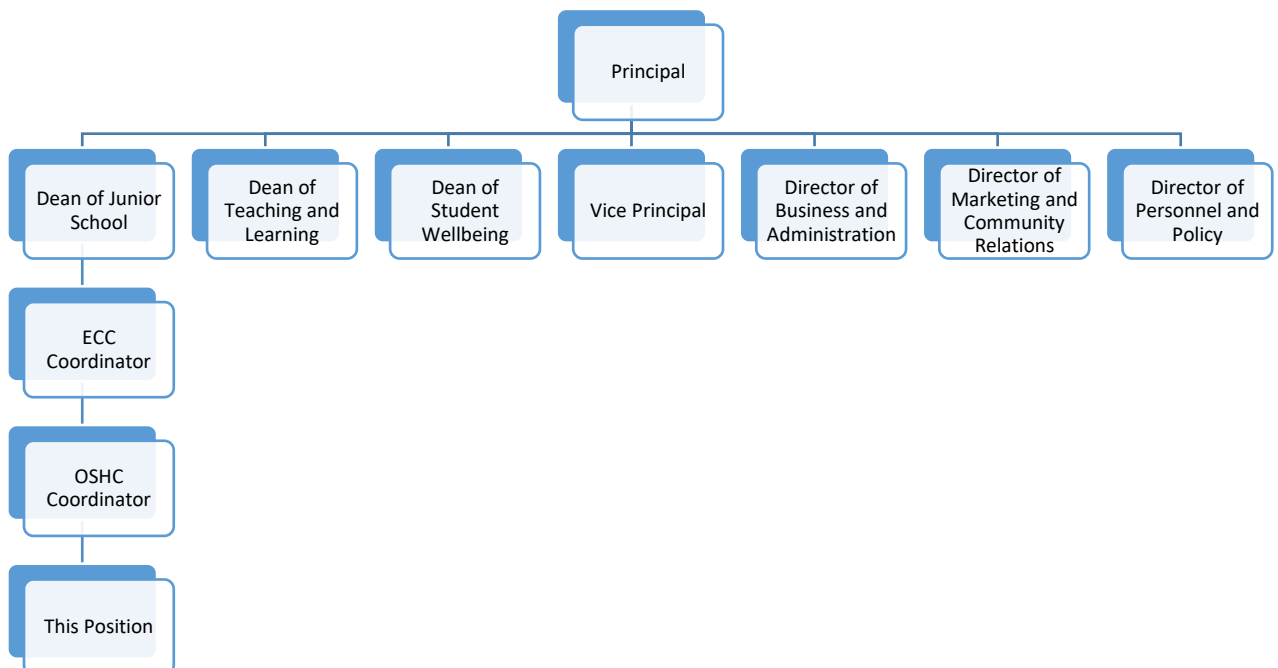 Principal
Dean of Junior
School
Dean of
Teaching and
Learning
Dean of
Student
Wellbeing
Vice Principal
Director of
Business and
Administration
Director of
Marketing and
Community
Relations
Director of
Personnel and
Policy
ECC
Coordinator
OSHC
Coordinator
This Position